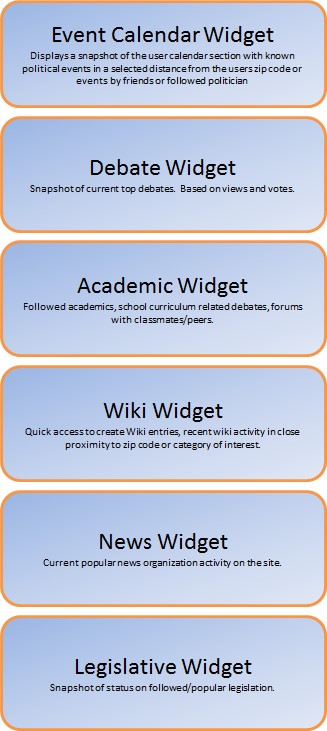 Event Calendar Widget
Displays a snapshot of the user calendar section with known
political events in a selected distance from the users zip code or
events by friends or followed politician
Debate Widget
Snapshot of current top debates. Based on views and votes.
Academic Widget
Followed academics, school curriculum related debates, forums
with classmates/peers.
Wiki Widget
Quick access to create Wiki entries, recent wiki activity in close
proximity to zip code or category of interest.
News Widget
Current popular news organization activity on the site.
Legislative Widget
Snapshot of status on followed/popular legislation.